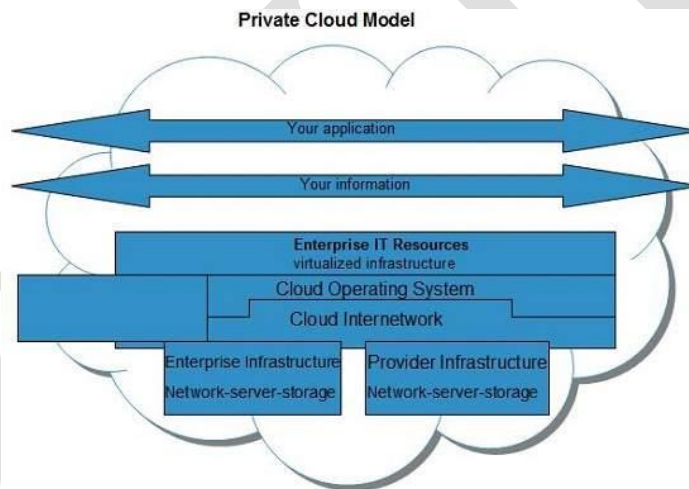 Private Cloud Model
Your application
Your information
Enterprise IT Resources
virtualized infrastructure
Cloud Operating System
Cloud Internetwork
Enterprise Infrastructure
Network-server-storage
Provider Infrastructure
Network-server-storage